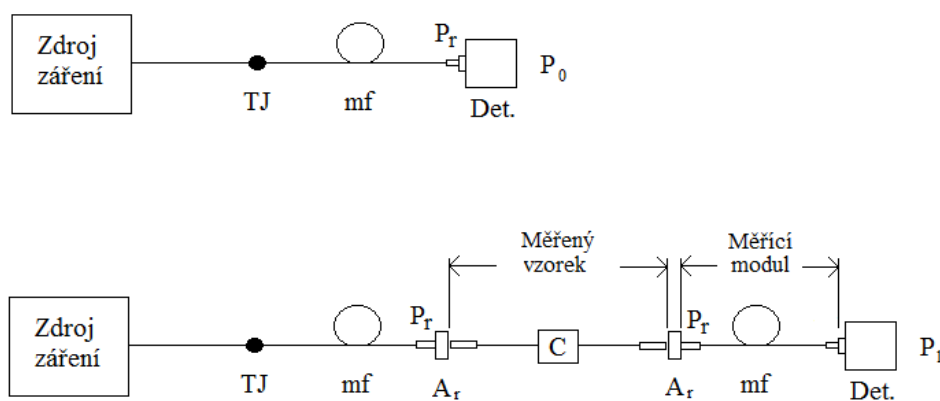 Zdroj
záření
TJ
mf
Pr
Det.
P0
Měřený
vzorek
Měřící
modul
Zdroj
záření
TJ
mf
Pr
Ar
C
Pr
Ar
mf
Det.
P1